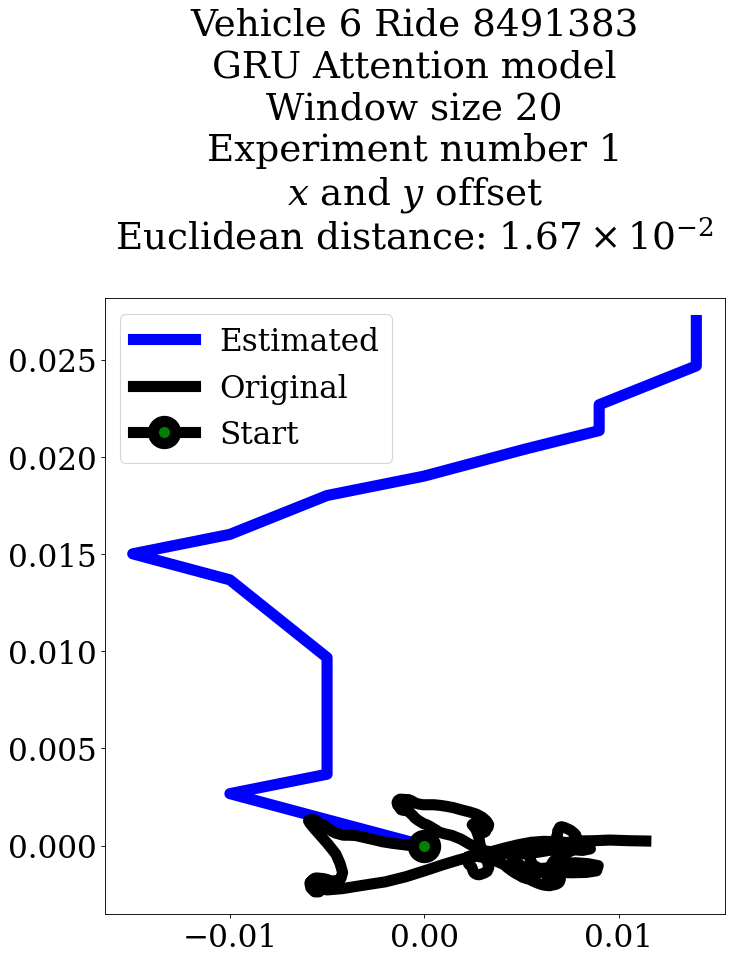 Vehicle 6 Ride 8491383
GRU Attention model
Window size 20
Experiment number 1
x and y offset
Euclidean distance: 1.67 × 10⁻²
Estimated
Original
Start
0.025
0.020
0.015
0.010
0.005
0.000
−0.01
0.00
0.01